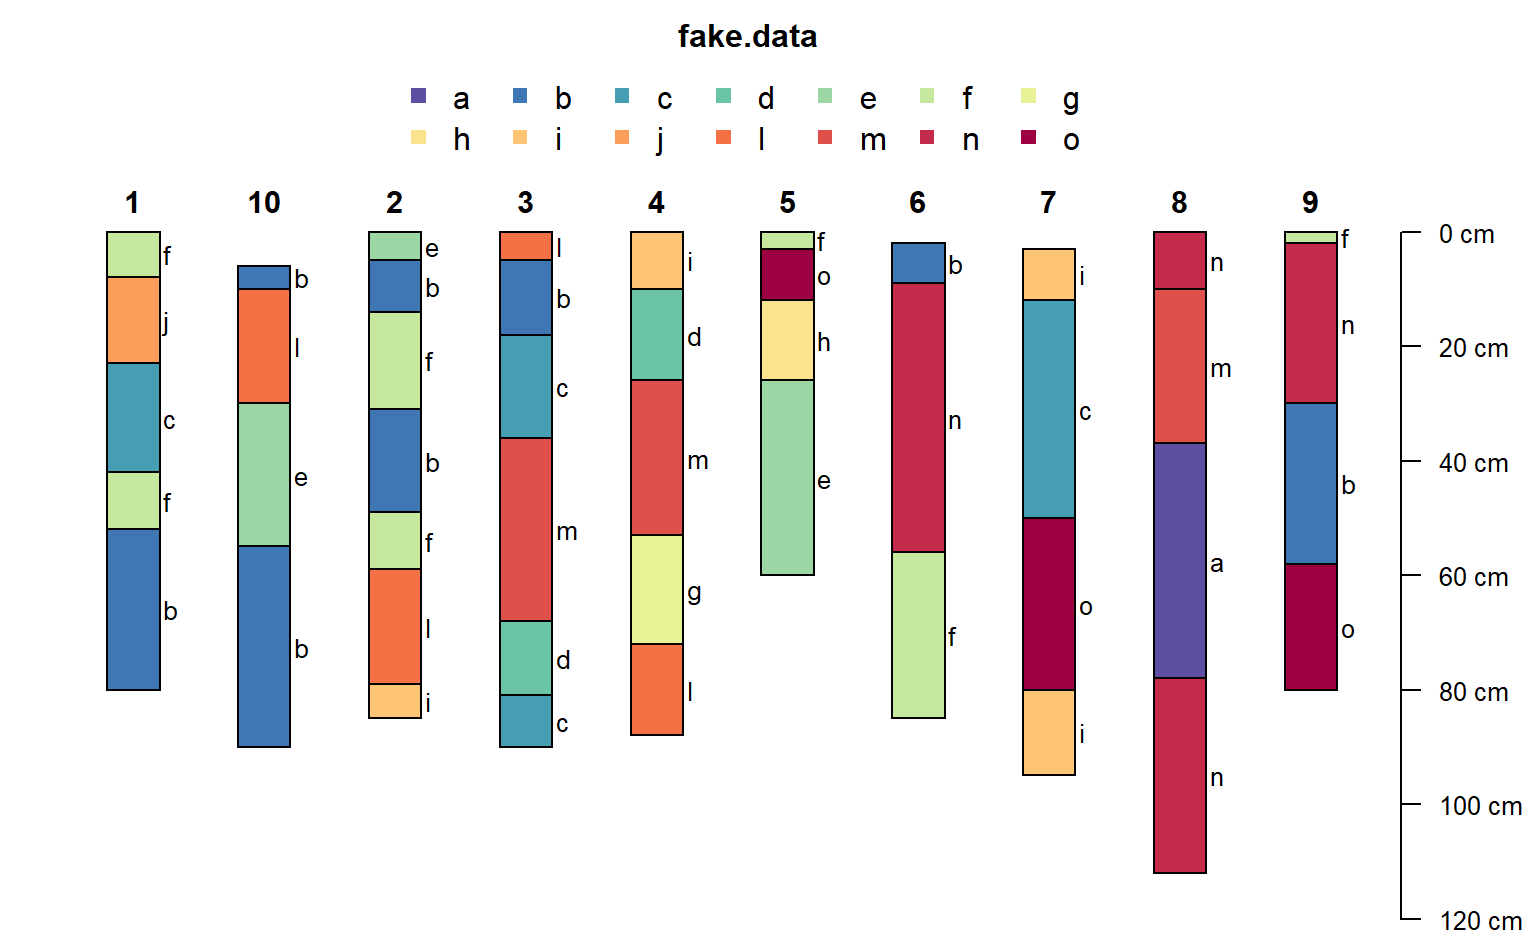 fake.data
a b c d e f g
h i j l m n o
1 10 2 3 4 5 6 7 8 9
f j c f b
b l e b
e b f b f l i
l b c m d c
i d m g l
f o h e
b n f
i c o i
n m a n
f n b o
0 cm
20 cm
40 cm
60 cm
80 cm
100 cm
120 cm